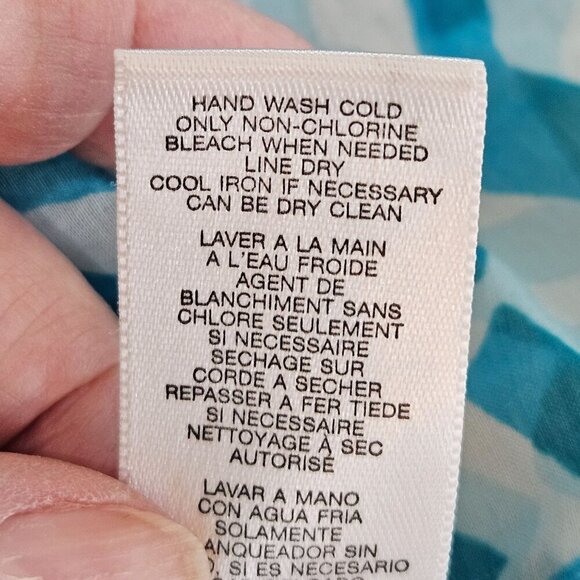 HAND WASH COLD
ONLY NON-CHLORINE
BLEACH WHEN NEEDED
LINE DRY
COOL IRON IF NECESSARY
CAN BE DRY CLEAN
LAVER A LA MAIN
A L'EAU FROIDE
AGENT DE
BLANCHIMENT SANS
CHLORE SEULEMENT
SI NECESSAIRE
SECHAGE SUR
CORDE A SECHER
REPASSER A FER TIEDE
SI NECESSAIRE
NETTOYAGE À SEC
AUTORISÉ
LAVAR A MANO
CON AGUA FRIA
SOLAMENTE
ANQUEADOR SIN
O, SI ES NECESARIO